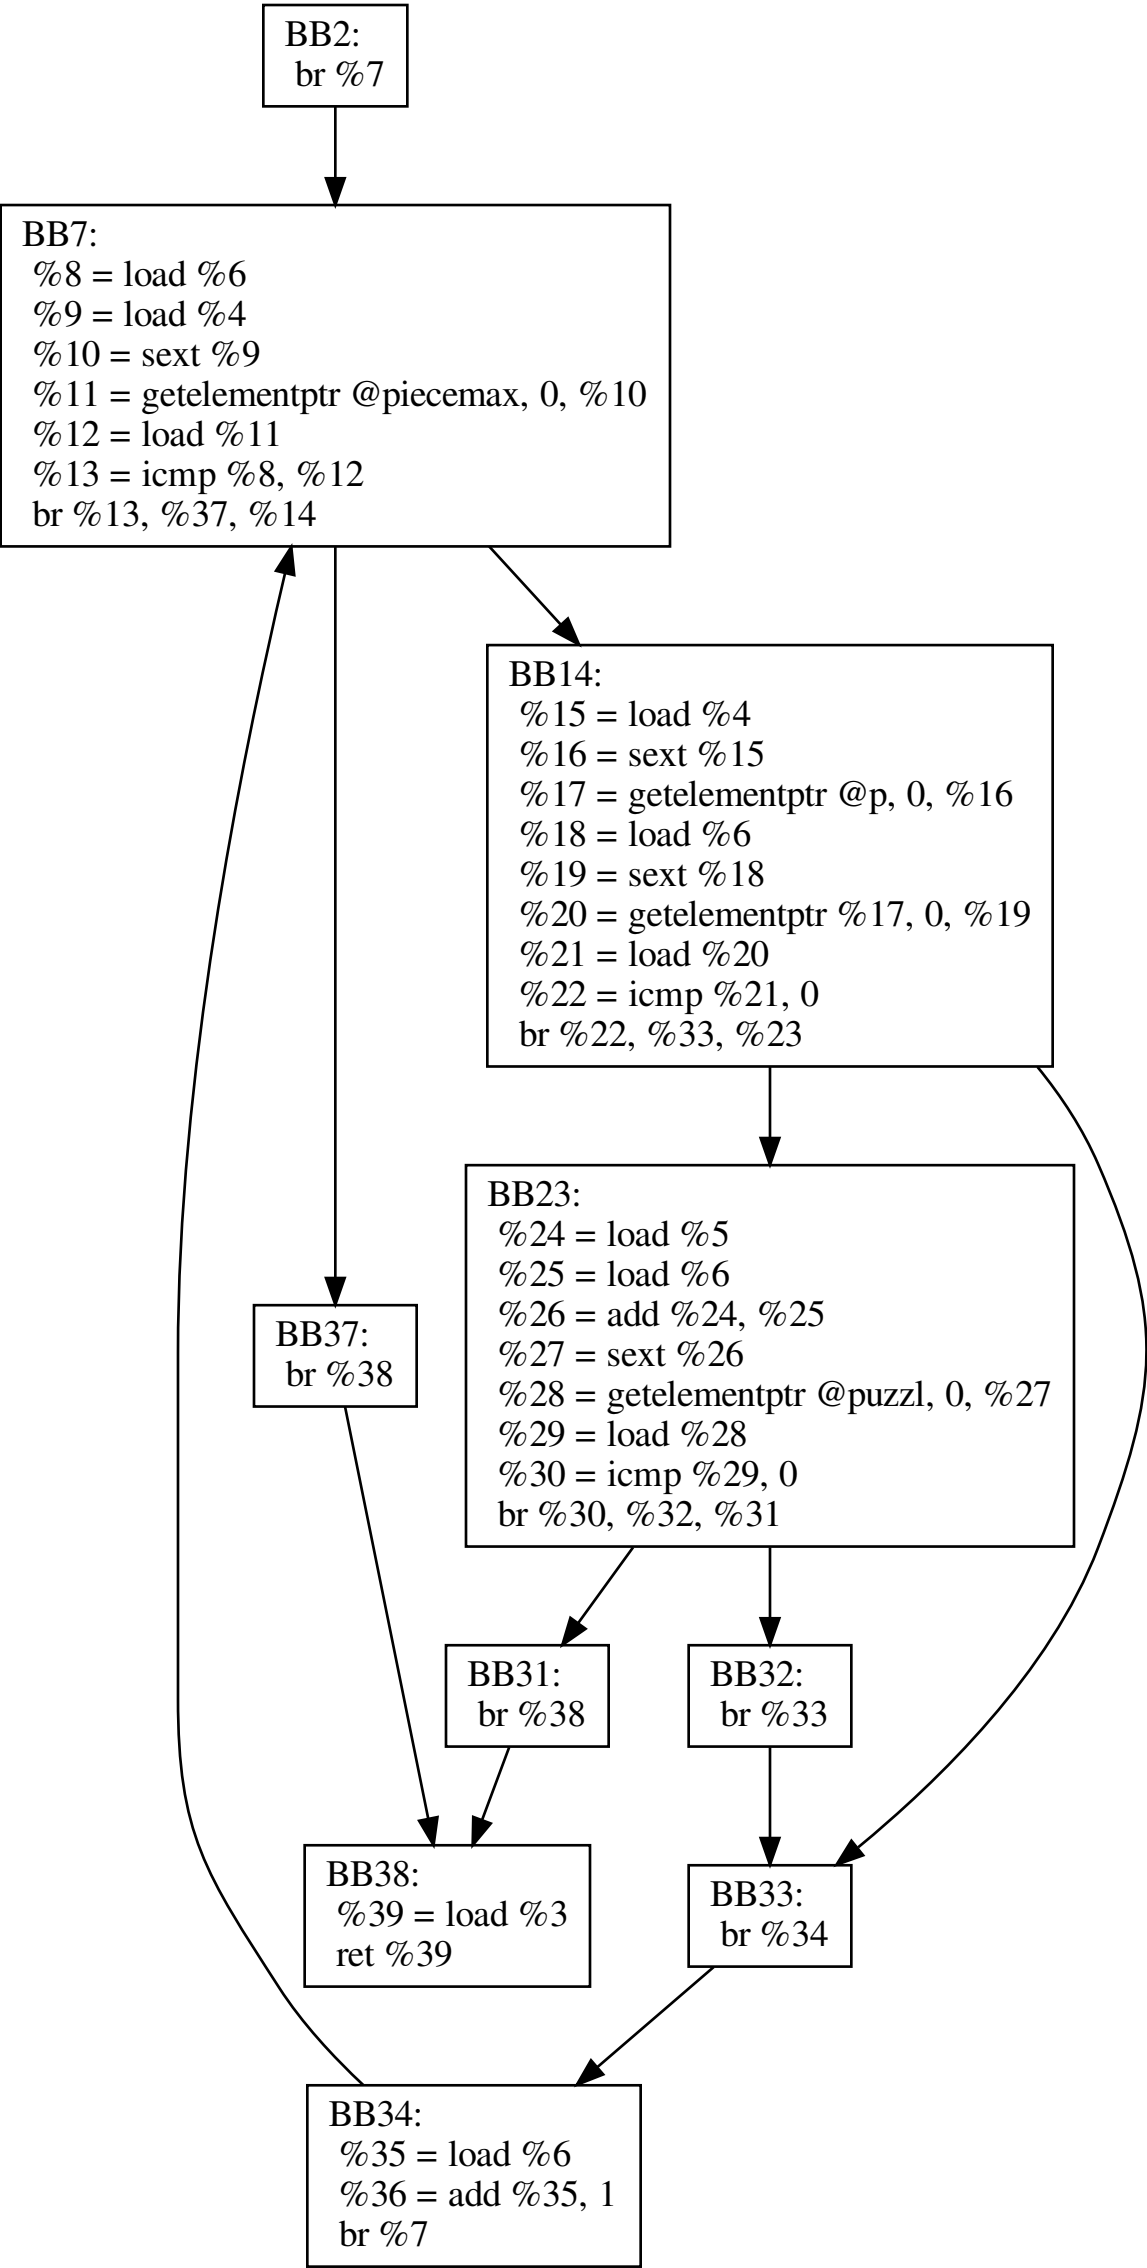 BB2:
br %7
BB7:
%8 = load %6
%9 = load %4
%10 = sext %9
%11 = getelementptr @piecemax, 0, %10
%12 = load %11
%13 = icmp %8, %12
br %13, %37, %14
BB14:
%15 = load %4
%16 = sext %15
%17 = getelementptr @p, 0, %16
%18 = load %6
%19 = sext %18
%20 = getelementptr %17, 0, %19
%21 = load %20
%22 = icmp %21, 0
br %22, %33, %23
BB23:
%24 = load %5
%25 = load %6
%26 = add %24, %25
%27 = sext %26
%28 = getelementptr @puzzl, 0, %27
%29 = load %28
%30 = icmp %29, 0
br %30, %32, %31
BB37:
br %38
BB31:
br %38
BB32:
br %33
BB38:
%39 = load %3
ret %39
BB33:
br %34
BB34:
%35 = load %6
%36 = add %35, 1
br %7